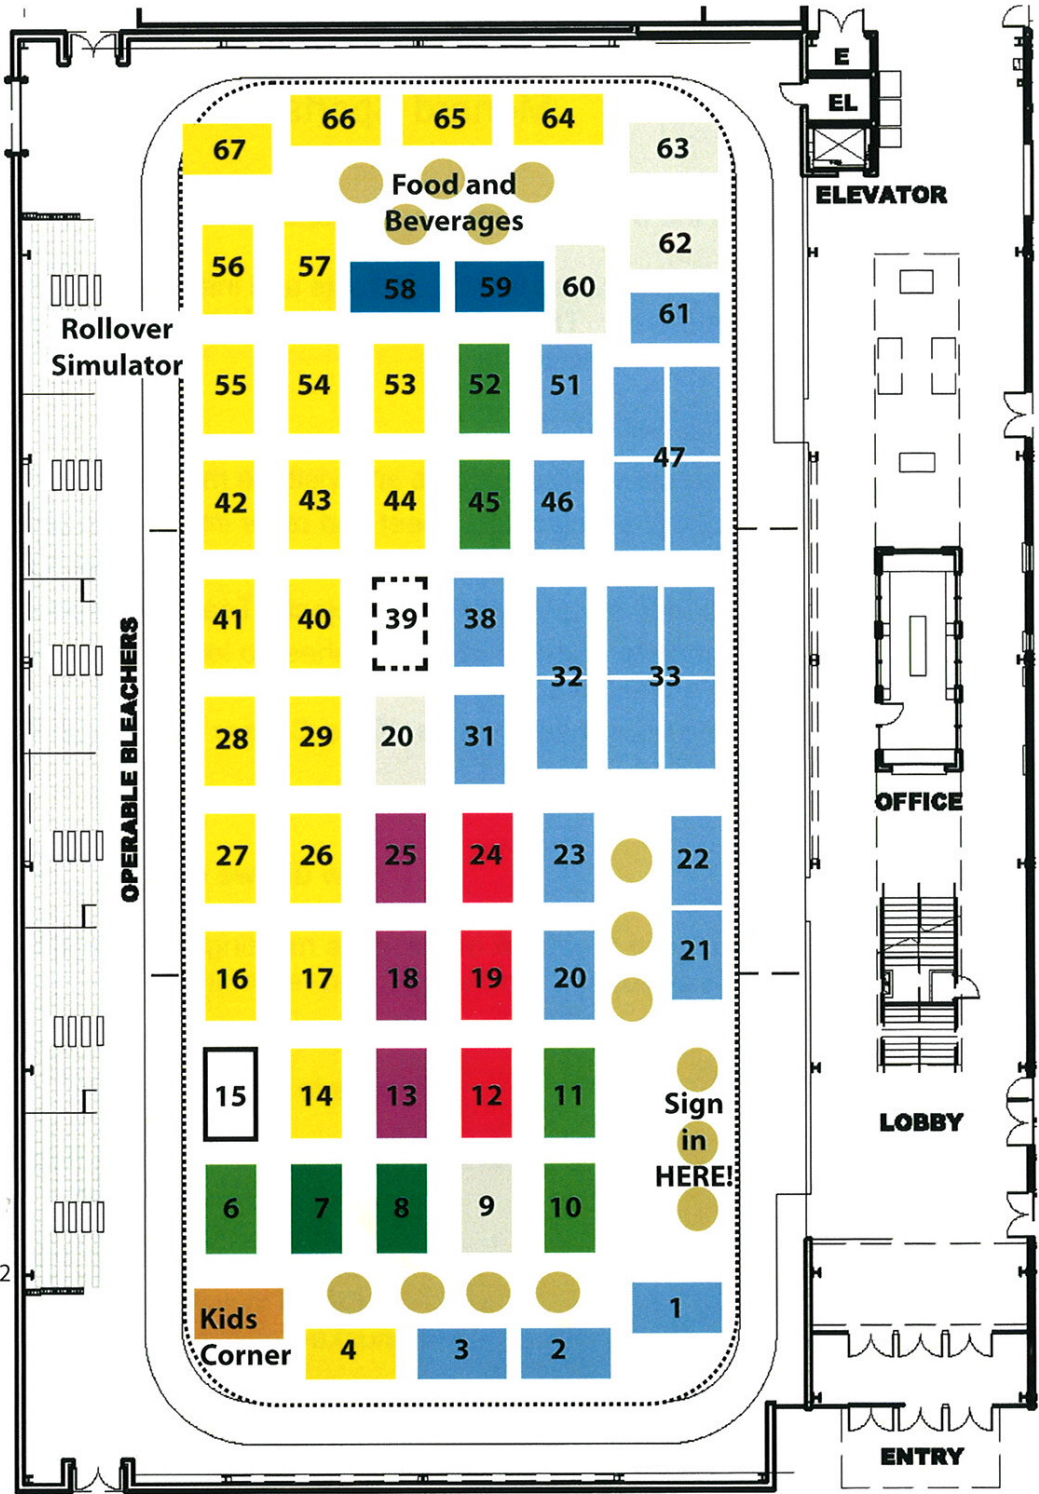 E
EL
ELEVATOR
66 65 64
67 63
Food and
Beverages
62
56 57 58 59 60
61
Rollover
Simulator
55 54 53 52 51
47
42 43 44 45 46
41 40 39 38
32 33
28 29 20 31
OPERABLE BLEACHERS
OFFICE
27 26 25 24 23 22
21
16 17 18 19 20
15 14 13 12 11
Sign
in
HERE!
LOBBY
6 7 8 9 10
2
Kids
Corner
1
4 3 2
ENTRY